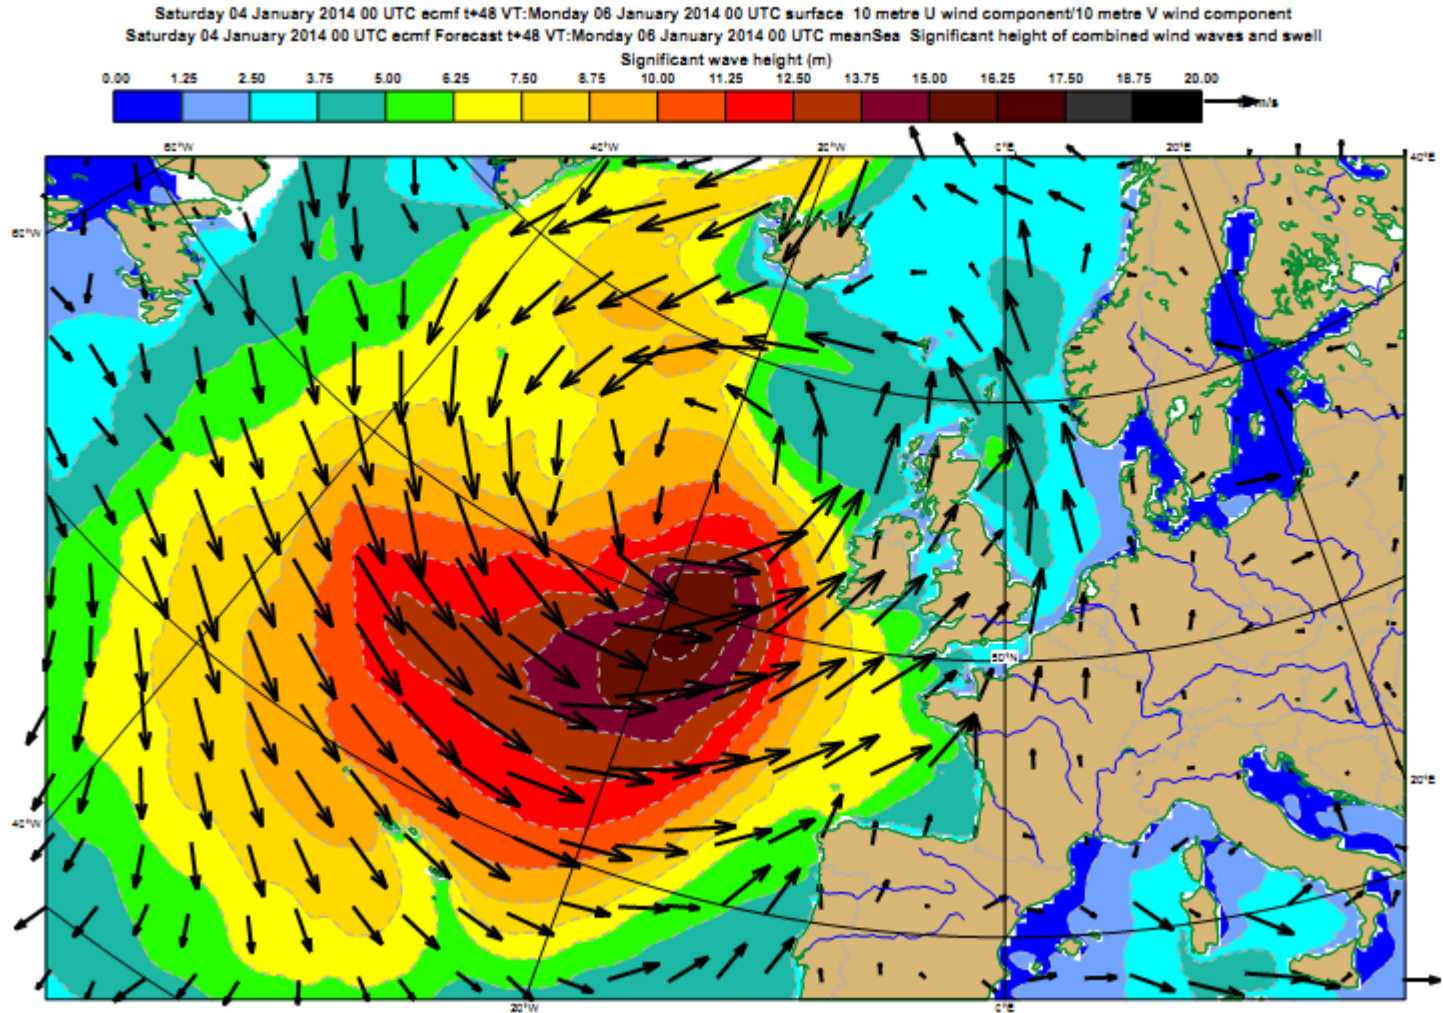 Saturday 04 January 2014 00 UTC ecmf t+48 VT:Monday 06 January 2014 00 UTC surface 10 metre U wind component/10 metre V wind component
Saturday 04 January 2014 00 UTC ecmf Forecast t+48 VT:Monday 06 January 2014 00 UTC meanSea Significant height of combined wind waves and swell
Significant wave height (m)
0.00 1.25 2.50 3.75 5.00 6.25 7.50 8.75 10.00 11.25 12.50 13.75 15.00 16.25 17.50 18.75 20.00
m/s
60°W 40°W 20°W 0°E 20°E 40°E
60°W
50°N
20°E
40°W
20°W 0°E